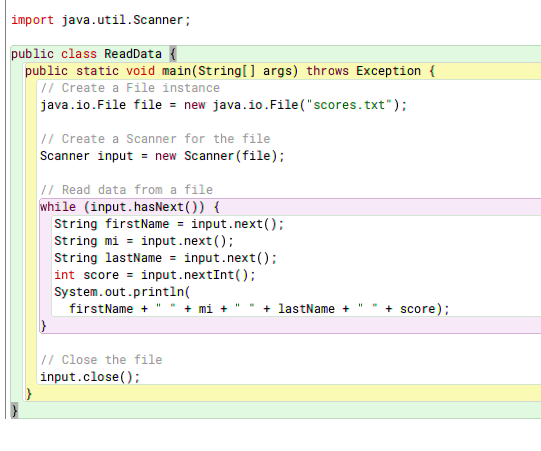 import java.util.Scanner;
public class ReadData {
public static void main(String[] args) throws Exception {
// Create a File instance
java.io.File file = new java.io.File("scores.txt");
// Create a Scanner for the file
Scanner input = new Scanner(file);
// Read data from a file
while (input.hasNext()) {
String firstName = input.next();
String mi = input.next();
String lastName = input.next();
int score = input.nextInt();
System.out.println(
firstName + " " + mi + " " + lastName + " " + score);
}
// Close the file
input.close();
}
}